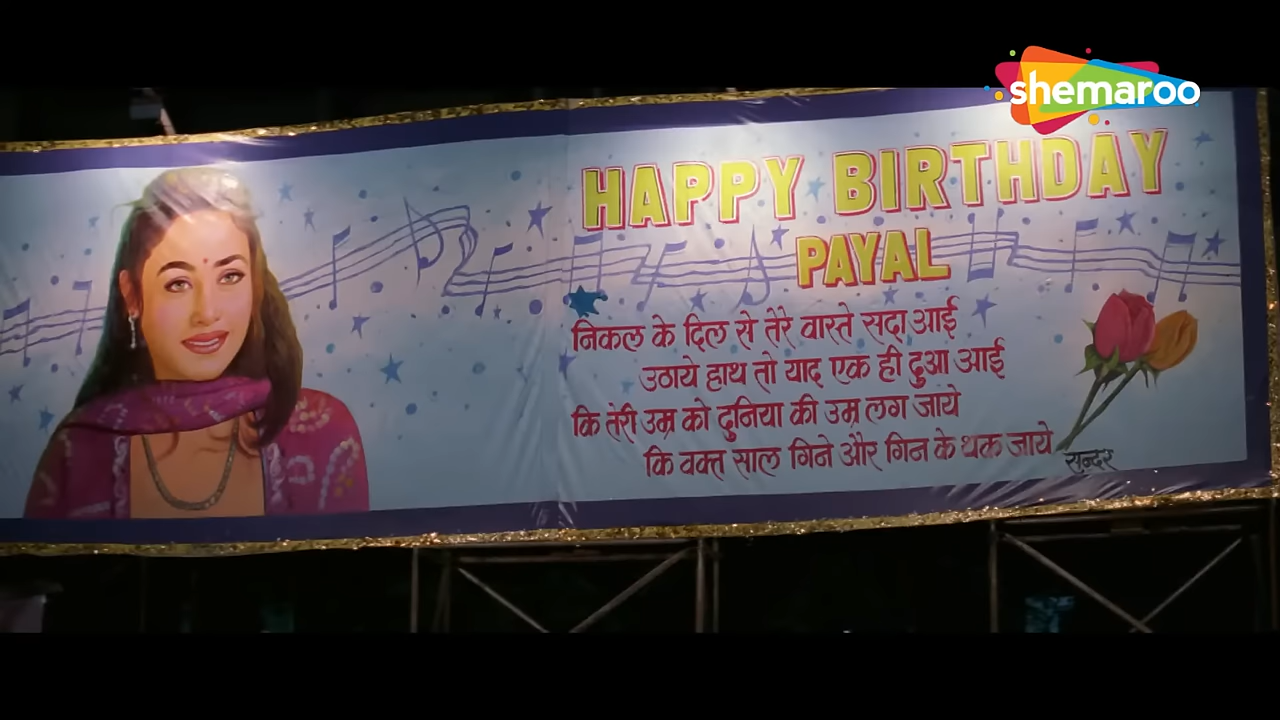 shemaroo
HAPPY BIRTHDAY
PAYAL
निकल के दिल से तेरे वास्ते सदा आई
उठाये हाथ तो याद एक ही दुआ आई
कि तेरी उम्र को दुनिया की उम्र लग जाये
कि वक्त साल गिने और गिन के थक जाये
सुन्दर